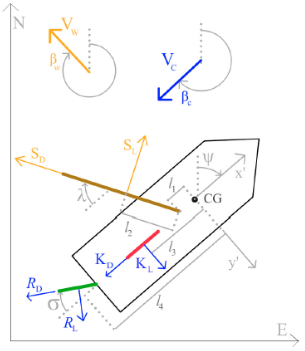 N
V_W
β_w
V_C
β_c
S_D
S_L
λ
l_1
ψ
x'
CG
l_2
l_3
K_D
K_L
y'
R_D
σ
R_L
l_4
E